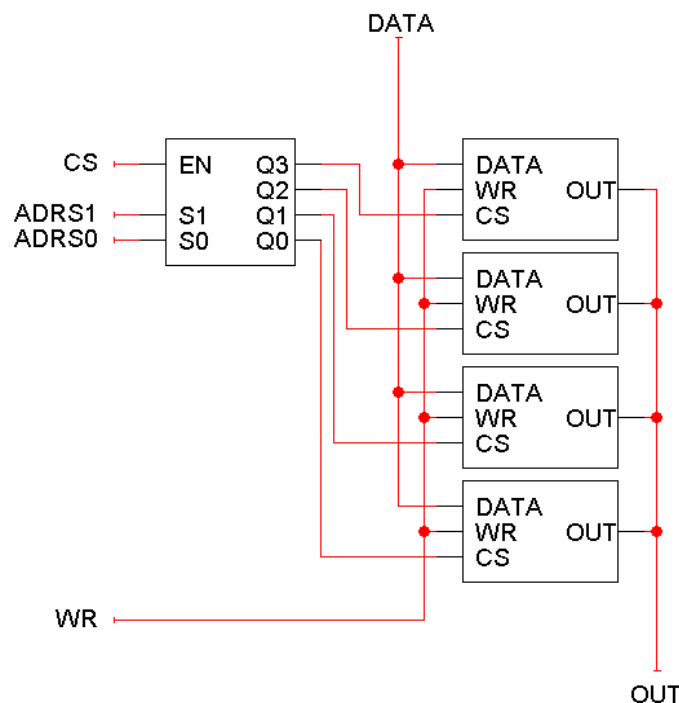 DATA
CS
ADRS1
ADRS0
EN Q3
Q2
S1 Q1
S0 Q0
DATA
WR OUT
CS
DATA
WR OUT
CS
DATA
WR OUT
CS
DATA
WR OUT
CS
WR
OUT